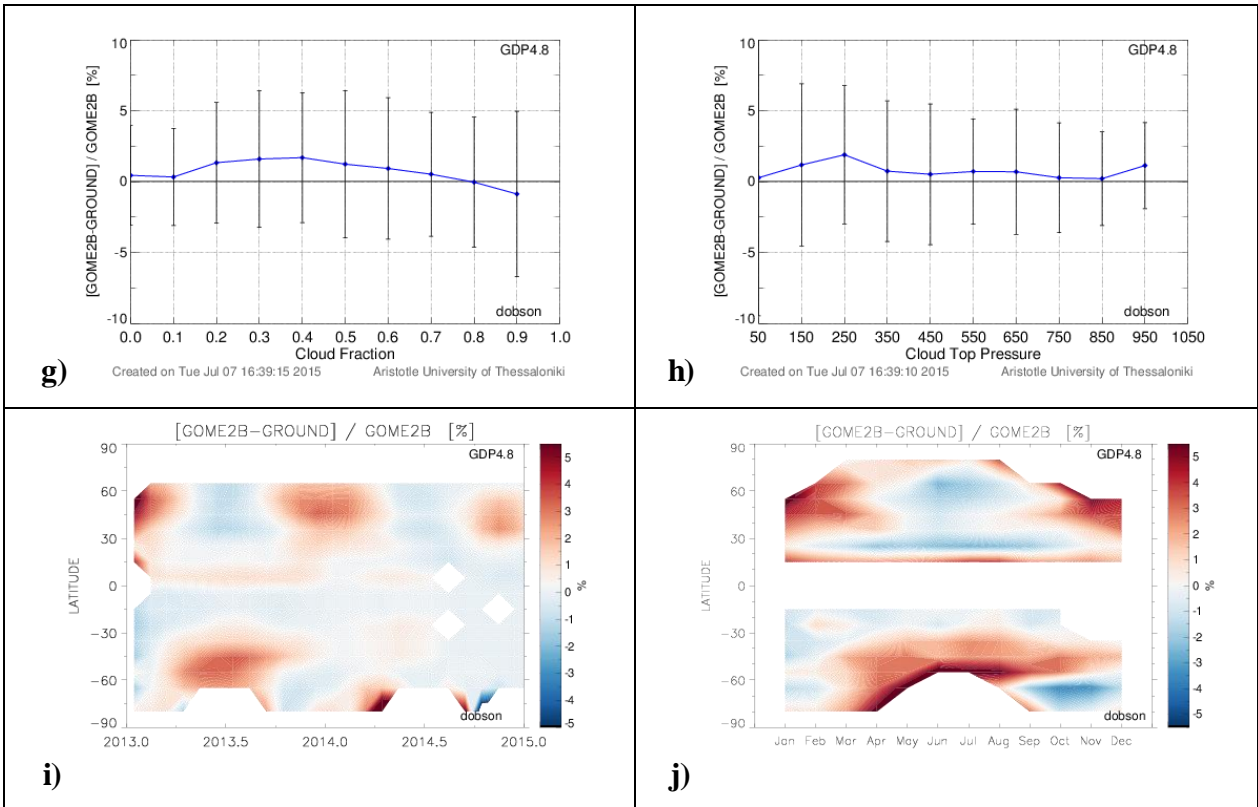 10
GDP4.8
5
0
-5
-10
[GOME2B-GROUND] / GOME2B [%]
dobson
0.0 0.1 0.2 0.3 0.4 0.5 0.6 0.7 0.8 0.9 1.0
Cloud Fraction
g)
Created on Tue Jul 07 16:39:15 2015 Aristotle University of Thessaloniki
10
GDP4.8
5
0
-5
-10
[GOME2B-GROUND] / GOME2B [%]
dobson
50 150 250 350 450 550 650 750 850 950 1050
Cloud Top Pressure
h)
Created on Tue Jul 07 16:39:10 2015 Aristotle University of Thessaloniki
[GOME2B-GROUND] / GOME2B [%]
GDP4.8
90
60
30
0
-30
-60
-90
LATITUDE
dobson
2013.0 2013.5 2014.0 2014.5 2015.0
5
4
3
2
1
0
-1
-2
-3
-4
-5
%
i)
[GOME2B-GROUND] / GOME2B [%]
GDP4.8
90
60
30
0
-30
-60
-90
LATITUDE
dobson
Jan Feb Mar Apr May Jun Jul Aug Sep Oct Nov Dec
5
4
3
2
1
0
-1
-2
-3
-4
-5
%
j)